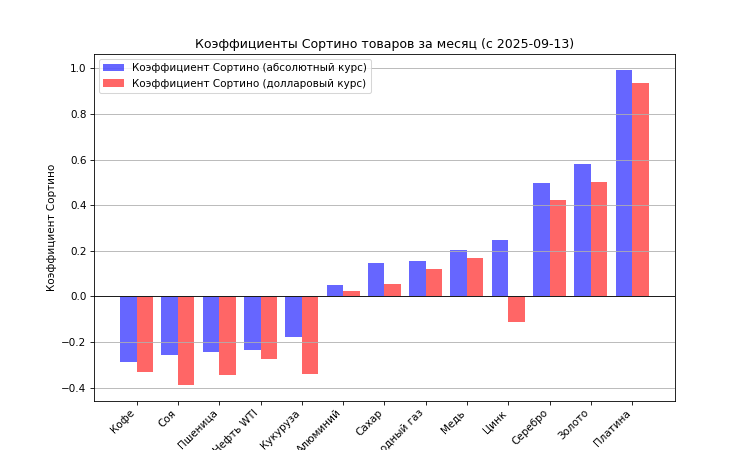 Коэффициенты Сортино товаров за месяц (с 2025-09-13)
Коэффициент Сортино (абсолютный курс)
Коэффициент Сортино (долларовый курс)
Коэффициент Сортино
1.0
0.8
0.6
0.4
0.2
0.0
−0.2
−0.4
Кофе
Соя
Пшеница
Нефть WTI
Кукуруза
Алюминий
Сахар
одный газ
Медь
Цинк
Серебро
Золото
Платина